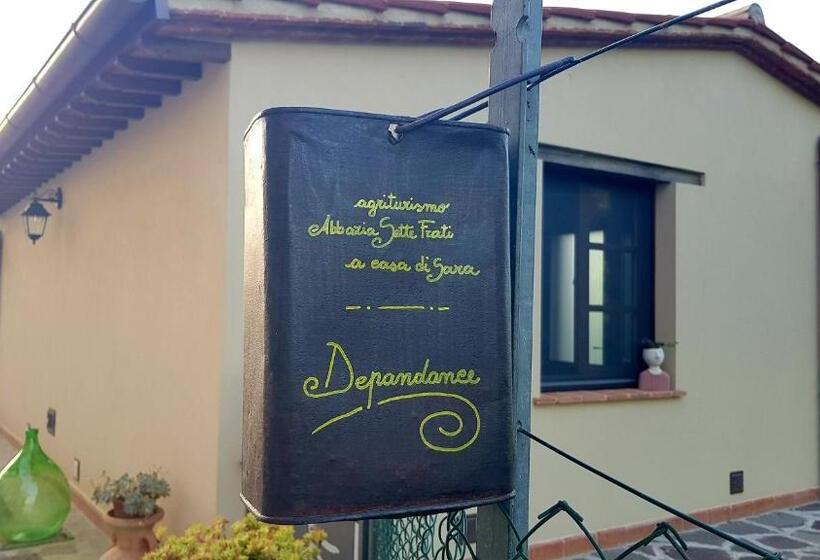 agriturismo
Abbazia Sette Frati
a casa di Sara
Depandance